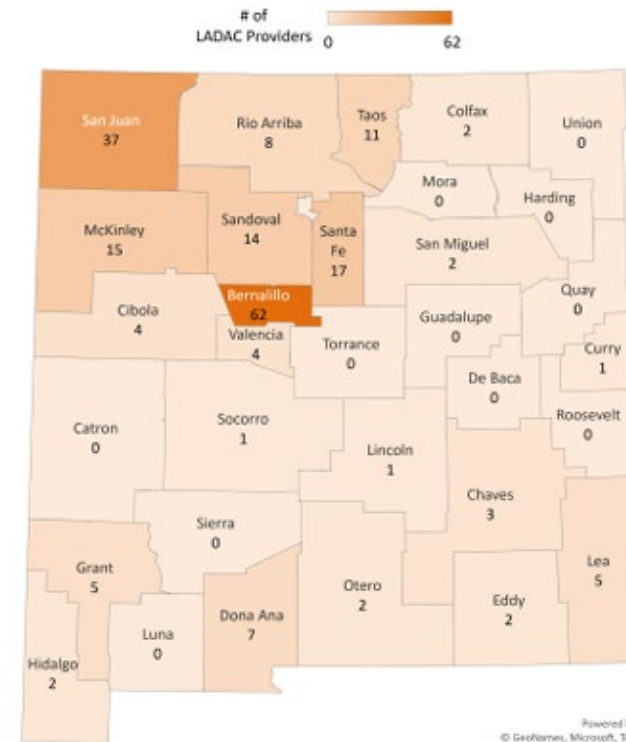 # of
LADAC Providers
0
62
San Juan
37
Rio Arriba
8
Taos
11
Colfax
2
Union
0
Mora
0
Harding
0
McKinley
15
Sandoval
14
Santa
Fe
17
San Miguel
2
Quay
0
Cibola
4
Bernalillo
62
Valencia
4
Torrance
0
Guadalupe
0
Curry
1
De Baca
0
Roosevelt
0
Catron
0
Socorro
1
Lincoln
1
Chaves
3
Sierra
0
Grant
5
Otero
2
Eddy
2
Lea
5
Dona Ana
7
Luna
0
Hidalgo
2
Powered
© GeoNames, Microsoft,